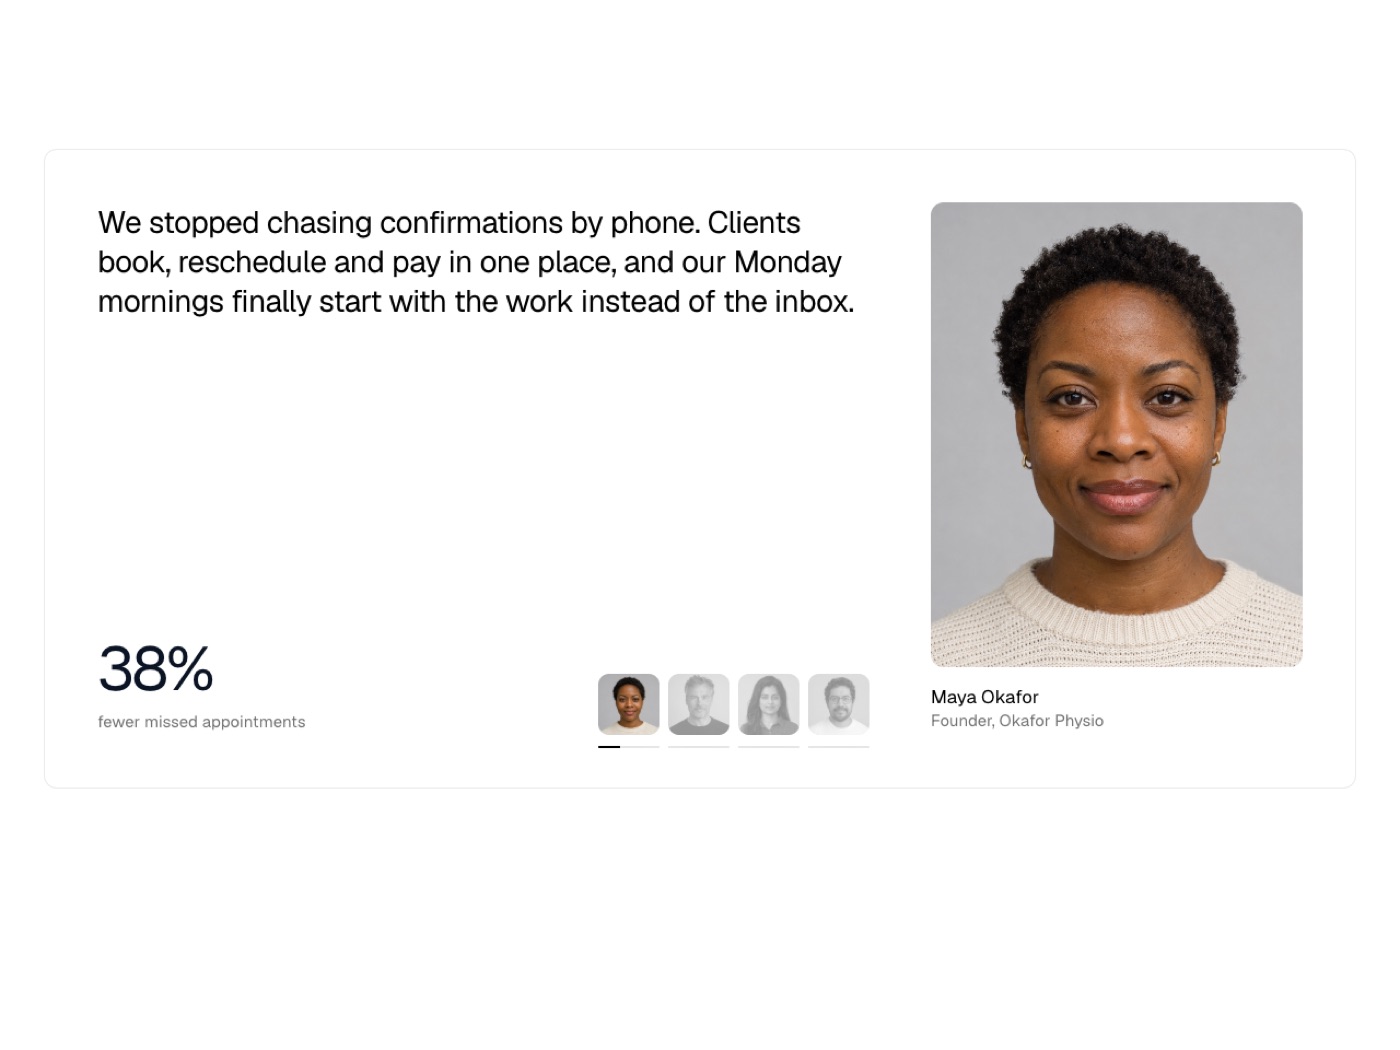 We stopped chasing confirmations by phone. Clients
book, reschedule and pay in one place, and our Monday
mornings finally start with the work instead of the inbox.
38%
fewer missed appointments
Maya Okafor
Founder, Okafor Physio